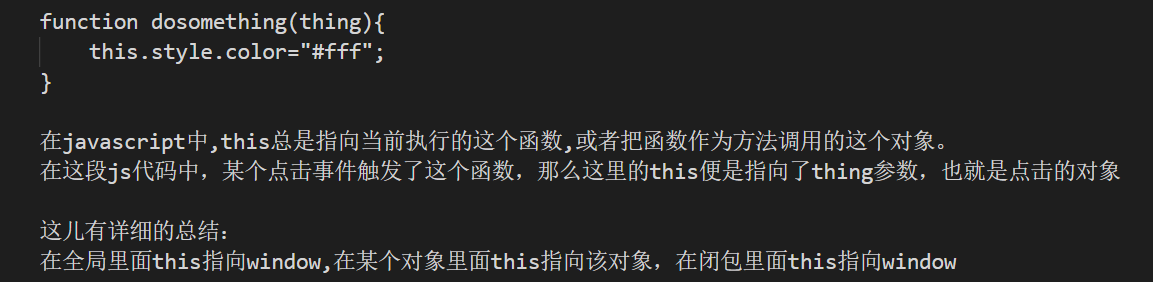 function dosomething(thing){
    this.style.color="#fff";
}
在javascript中,this总是指向当前执行的这个函数,或者把函数作为方法调用的这个对象。
在这段js代码中，某个点击事件触发了这个函数，那么这里的this便是指向了thing参数，也就是点击的对象
这儿有详细的总结：
在全局里面this指向window,在某个对象里面this指向该对象，在闭包里面this指向window